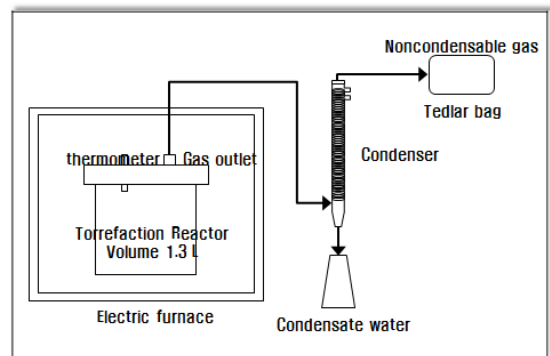 Noncondensable gas
Tedlar bag
Condenser
thermometer Gas outlet
Torrefaction Reactor
Volume 1.3 L
Electric furnace
Condensate water